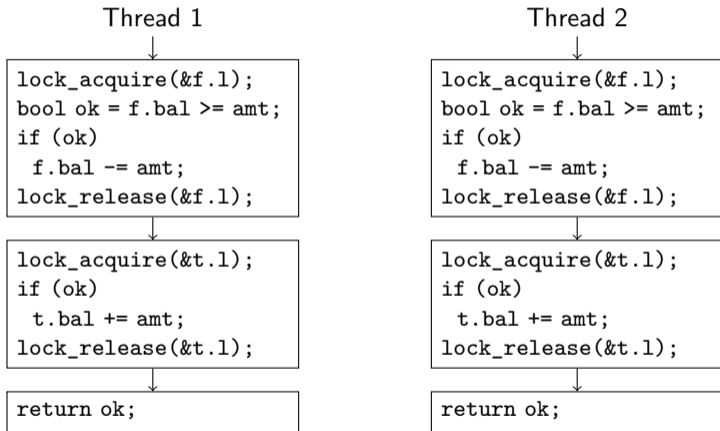 Thread 1
lock_acquire(&f.l);
bool ok = f.bal >= amt;
if (ok)
 f.bal -= amt;
lock_release(&f.l);
lock_acquire(&t.l);
if (ok)
 t.bal += amt;
lock_release(&t.l);
return ok;
Thread 2
lock_acquire(&f.l);
bool ok = f.bal >= amt;
if (ok)
 f.bal -= amt;
lock_release(&f.l);
lock_acquire(&t.l);
if (ok)
 t.bal += amt;
lock_release(&t.l);
return ok;